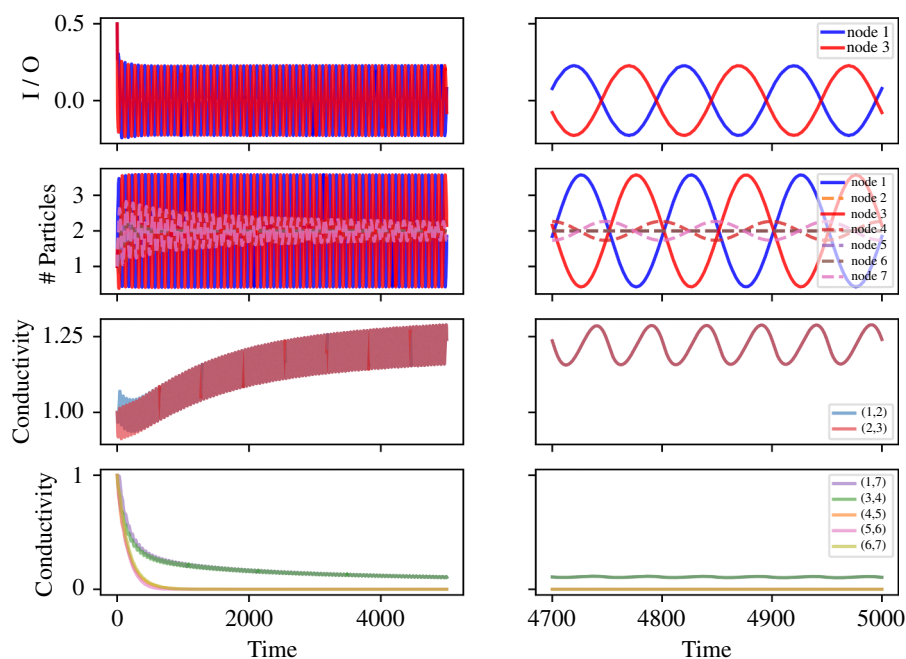 I / O
0.5
0.0
node 1
node 3
# Particles
3
2
1
node 1
node 2
node 3
node 4
node 5
node 6
node 7
Conductivity
1.25
1.00
(1,2)
(2,3)
Conductivity
1
0
(1,7)
(3,4)
(4,5)
(5,6)
(6,7)
0 2000 4000
4700 4800 4900 5000
Time
Time